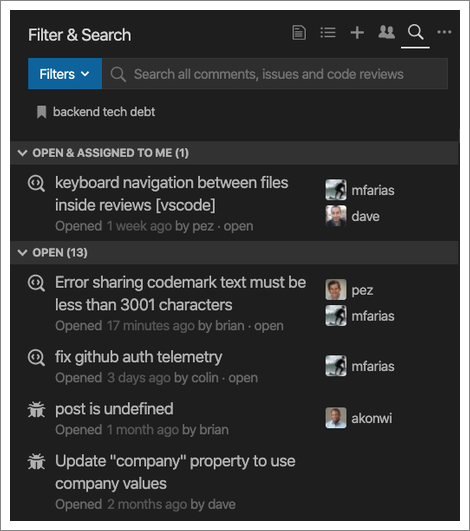 Filter & Search
Filters
Search all comments, issues and code reviews
backend tech debt
OPEN & ASSIGNED TO ME (1)
keyboard navigation between files
inside reviews [vscode]
Opened 1 week ago by pez · open
mfarias
dave
OPEN (13)
Error sharing codemark text must be
less than 3001 characters
Opened 17 minutes ago by brian · open
pez
mfarias
fix github auth telemetry
Opened 3 days ago by colin · open
mfarias
post is undefined
Opened 1 month ago by brian
akonwi
Update "company" property to use
company values
Opened 2 months ago by dave